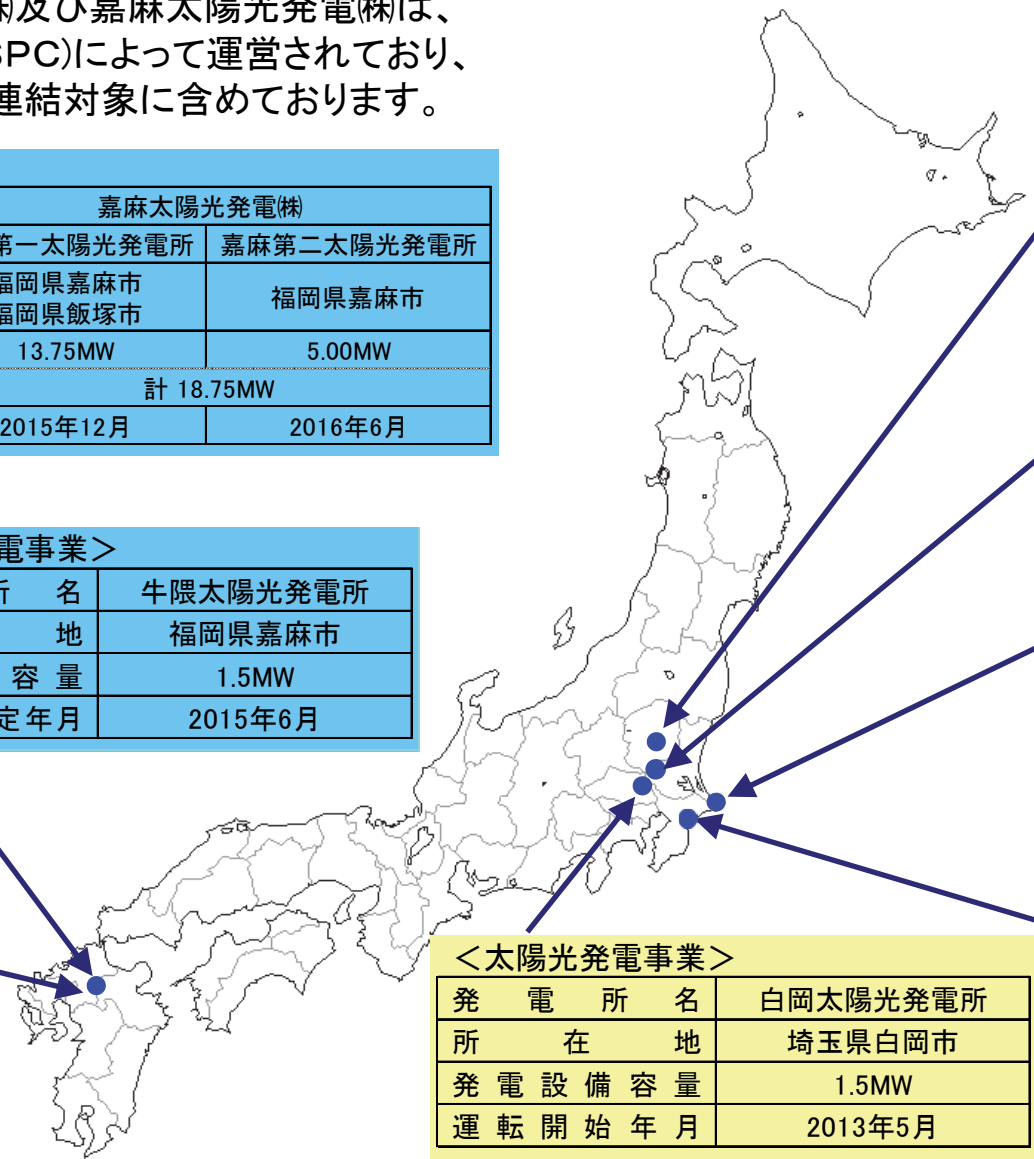 ㈱及び嘉麻太陽光発電㈱は、
SPC)によって運営されており、
連結対象に含めております。
嘉麻太陽光発電㈱
第一太陽光発電所 嘉麻第二太陽光発電所
福岡県嘉麻市
福岡県飯塚市 福岡県嘉麻市
13.75MW 5.00MW
計 18.75MW
2015年12月 2016年6月
電事業＞
所 名 牛隈太陽光発電所
地 福岡県嘉麻市
容 量 1.5MW
定年月 2015年6月
＜太陽光発電事業＞
発 電 所 名 白岡太陽光発電所
所 在 地 埼玉県白岡市
発 電 設 備 容 量 1.5MW
運 転 開 始 年 月 2013年5月